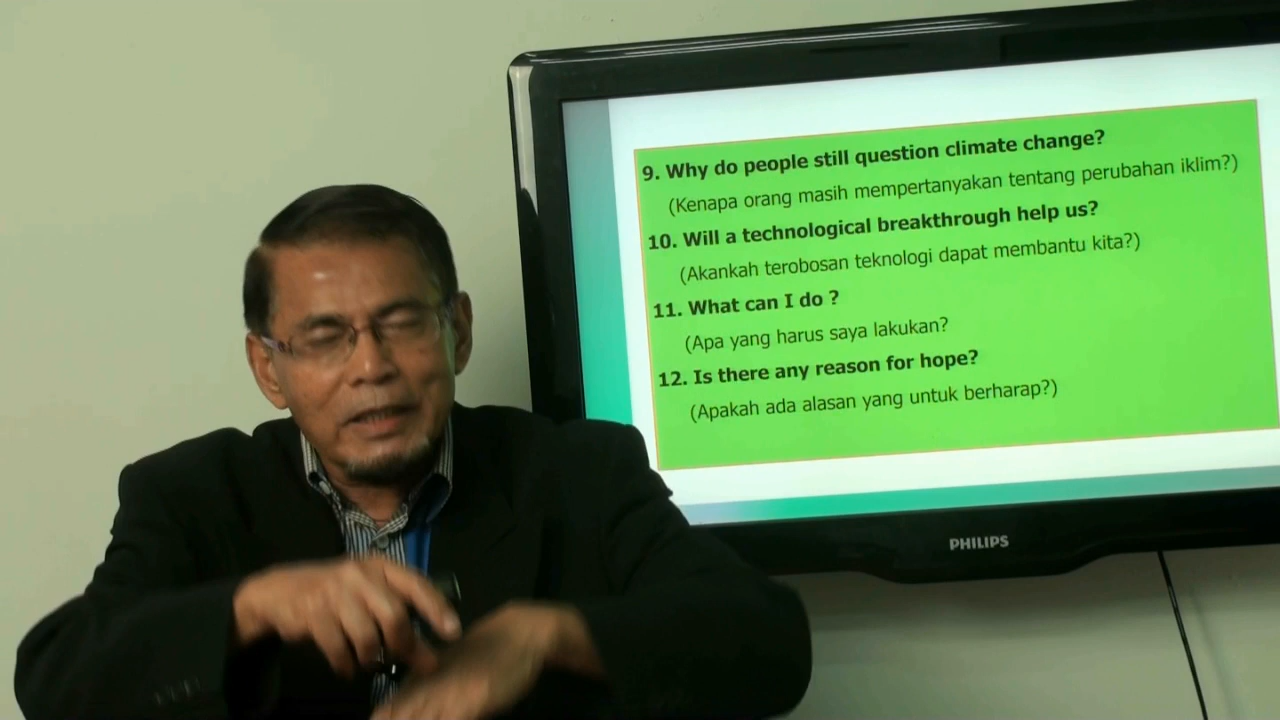 9. Why do people still question climate change?
(Kenapa orang masih mempertanyakan tentang perubahan iklim?)
10. Will a technological breakthrough help us?
(Akankah terobosan teknologi dapat membantu kita?)
11. What can I do ?
(Apa yang harus saya lakukan?
12. Is there any reason for hope?
(Apakah ada alasan yang untuk berharap?)
PHILIPS